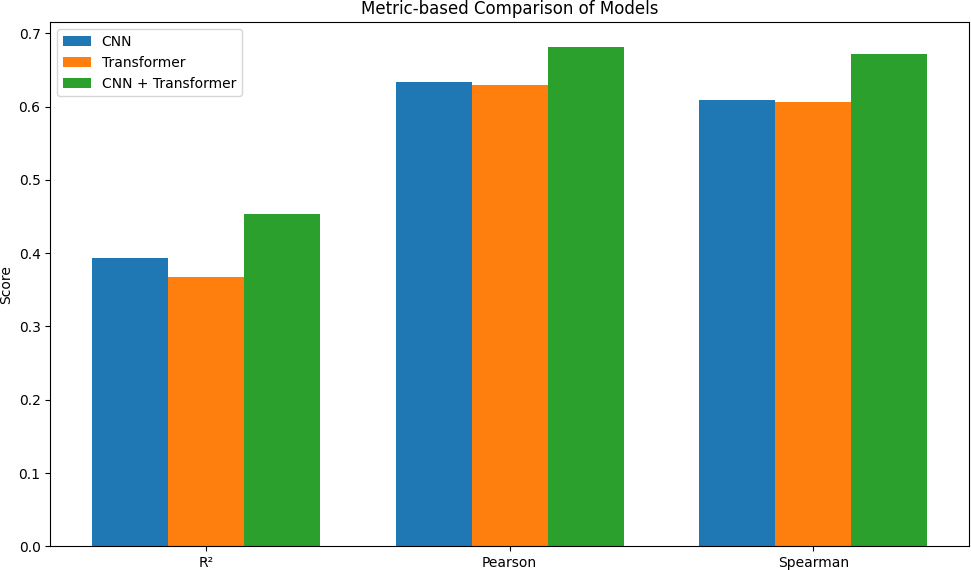 Metric-based Comparison of Models
CNN
Transformer
CNN + Transformer
Score
0.7
0.6
0.5
0.4
0.3
0.2
0.1
0.0
R²
Pearson
Spearman